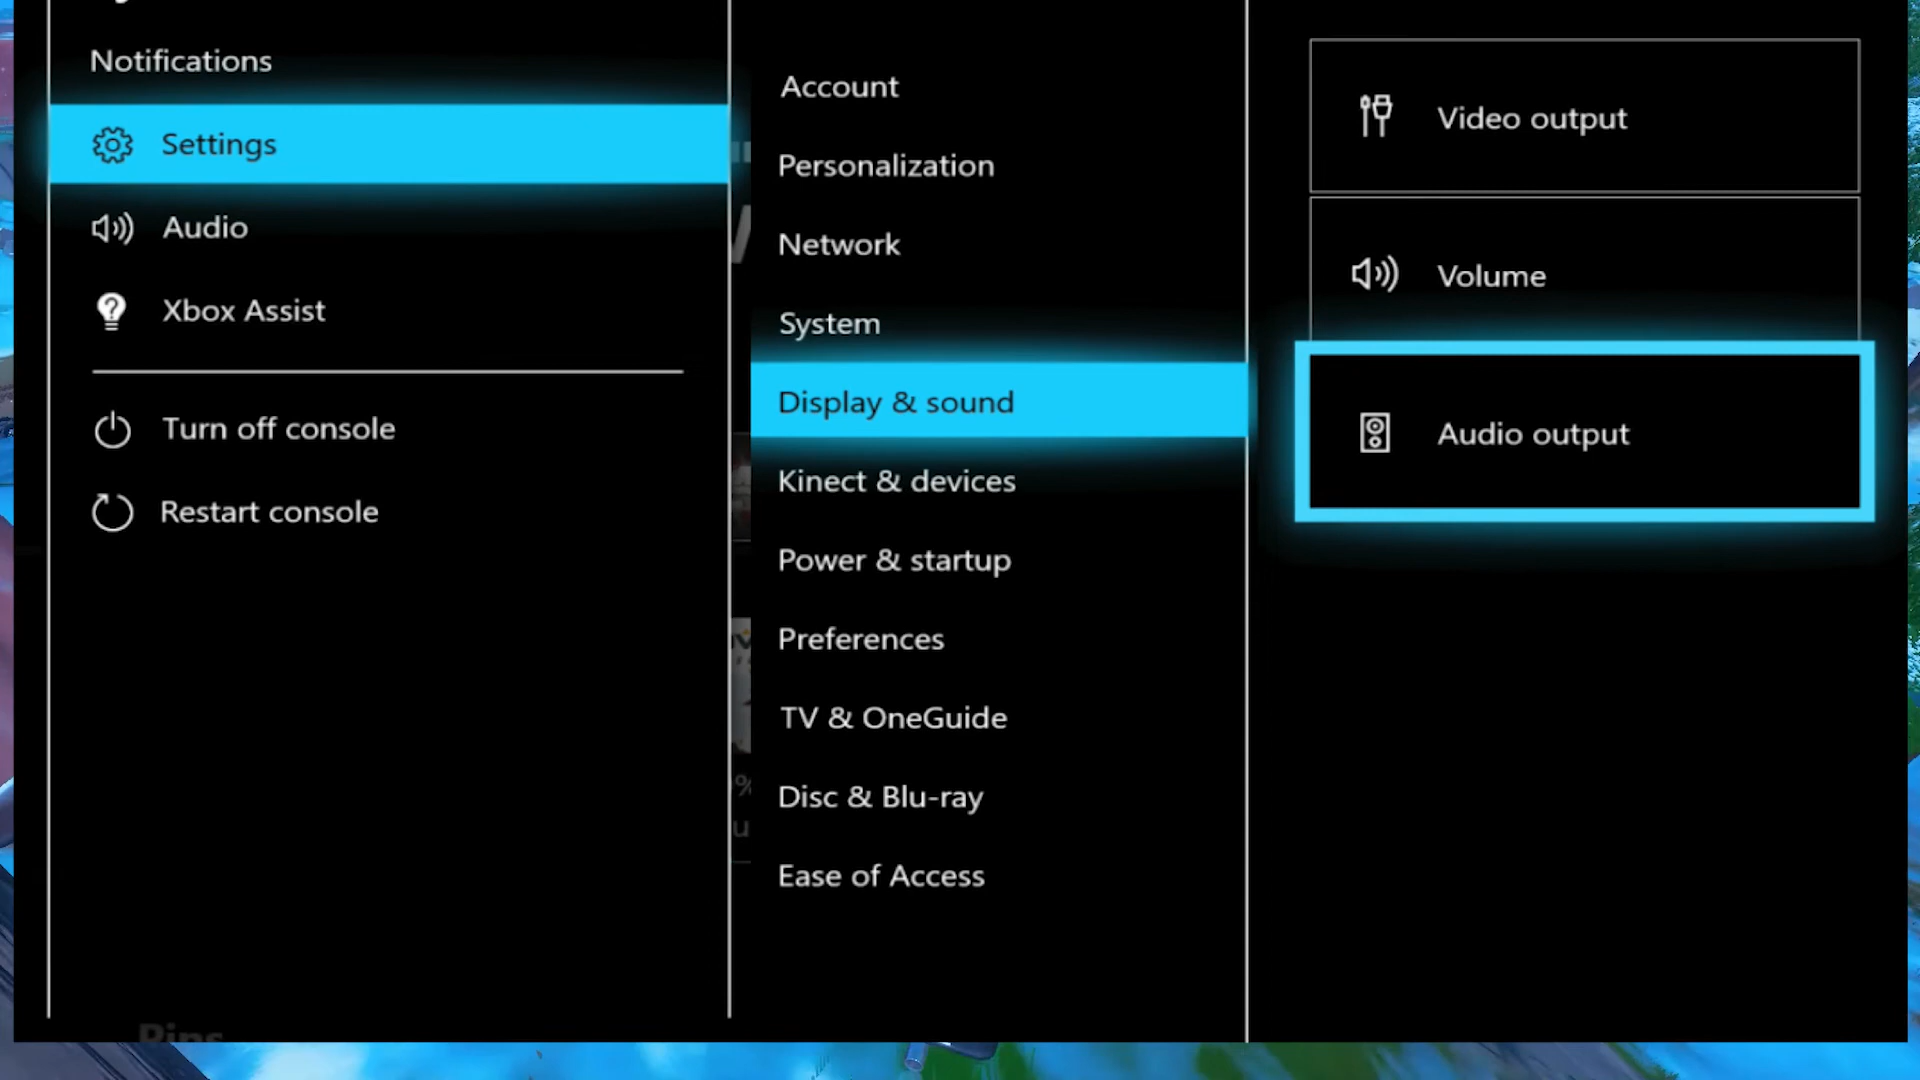 Notifications
Settings
Audio
Xbox Assist
Turn off console
Restart console
Pins
Account
Personalization
Network
System
Display & sound
Kinect & devices
Power & startup
Preferences
TV & OneGuide
Disc & Blu-ray
Ease of Access
Video output
Volume
Audio output